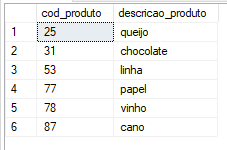 cod_produto descricao_produto
1 25 queijo
2 31 chocolate
3 53 linha
4 77 papel
5 78 vinho
6 87 cano